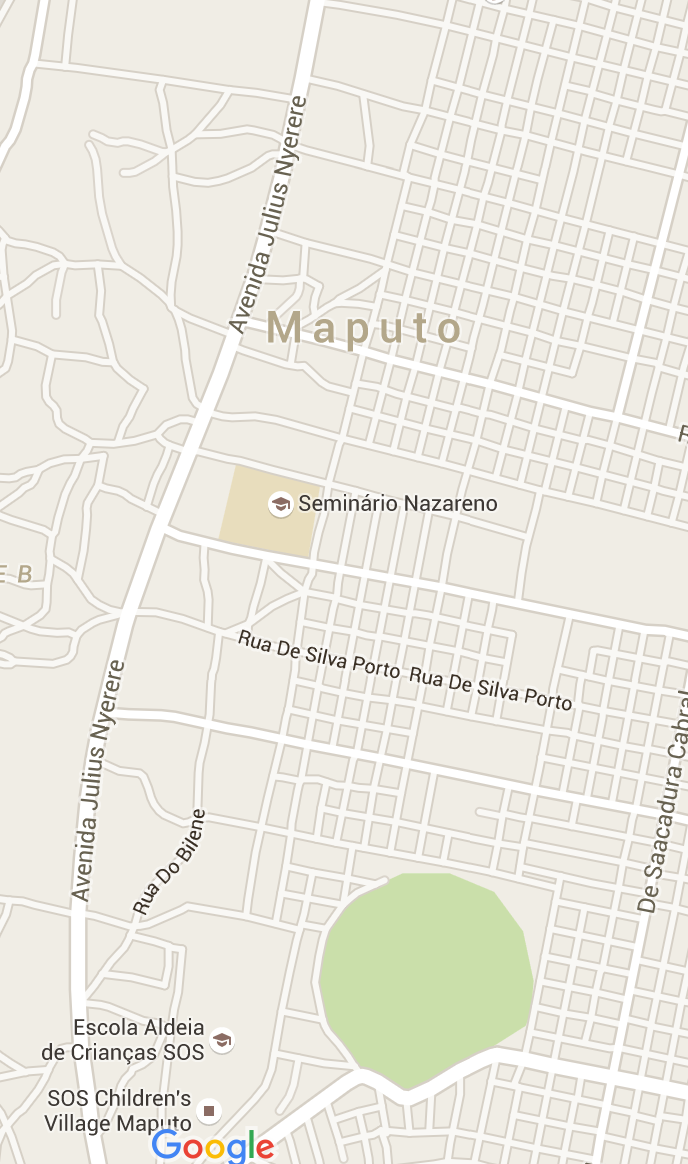 Avenida Julius Nyerere
Maputo
Seminário Nazareno
E B
Rua De Silva Porto
Rua De Silva Porto
Avenida Julius Nyerere
De Saacadura Cabral
Rua Do Bilene
Escola Aldeia
de Crianças SOS
SOS Children's
Village Maputo
Google